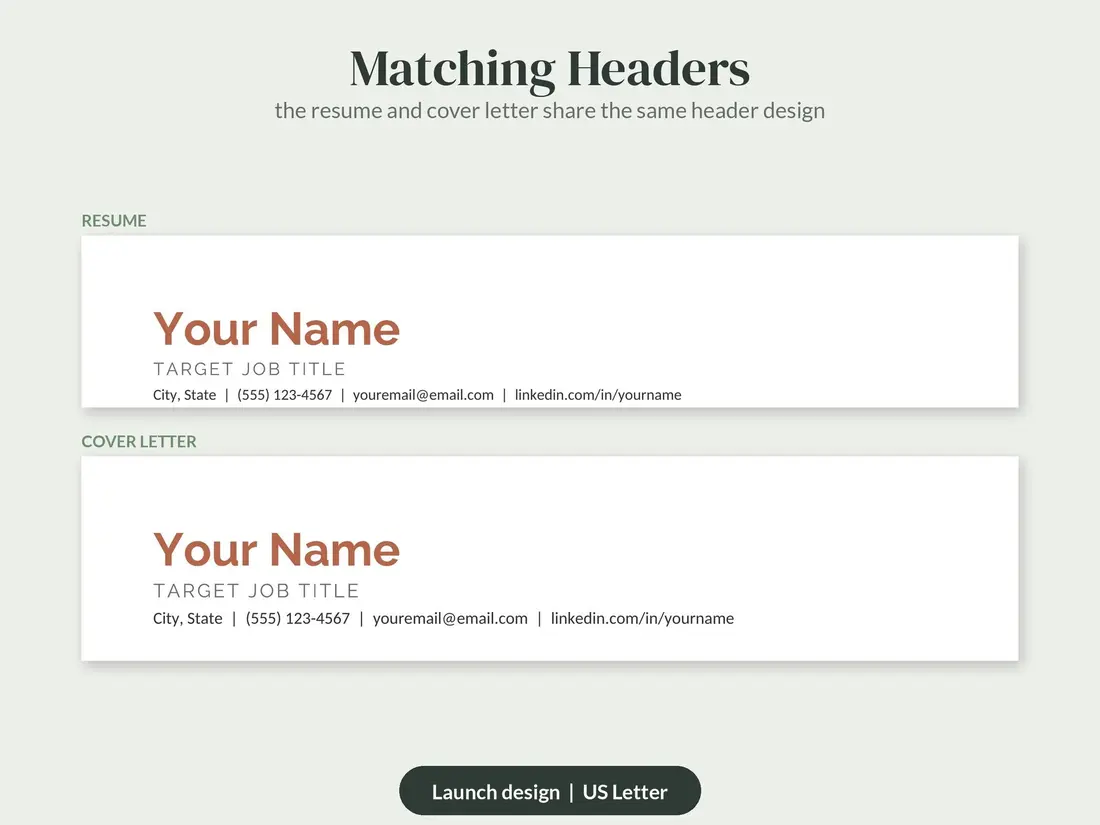 Matching Headers
the resume and cover letter share the same header design
RESUME
Your Name
TARGET JOB TITLE
City, State | (555) 123-4567 | youremail@email.com | linkedin.com/in/yourname
COVER LETTER
Your Name
TARGET JOB TITLE
City, State | (555) 123-4567 | youremail@email.com | linkedin.com/in/yourname
Launch design | US Letter